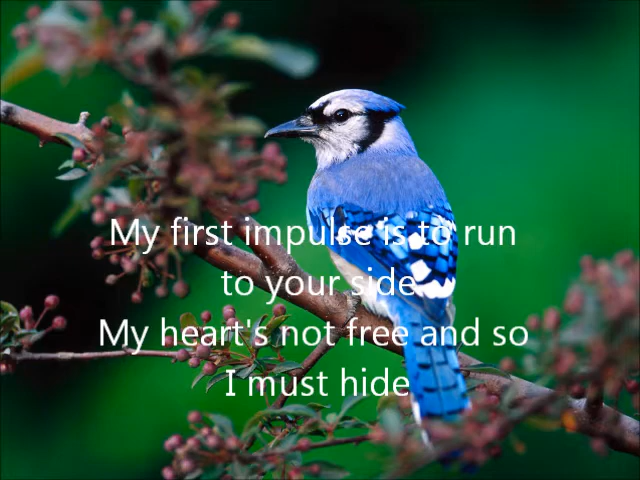 My first impulse is to run
to your side
My heart's not free and so
I must hide